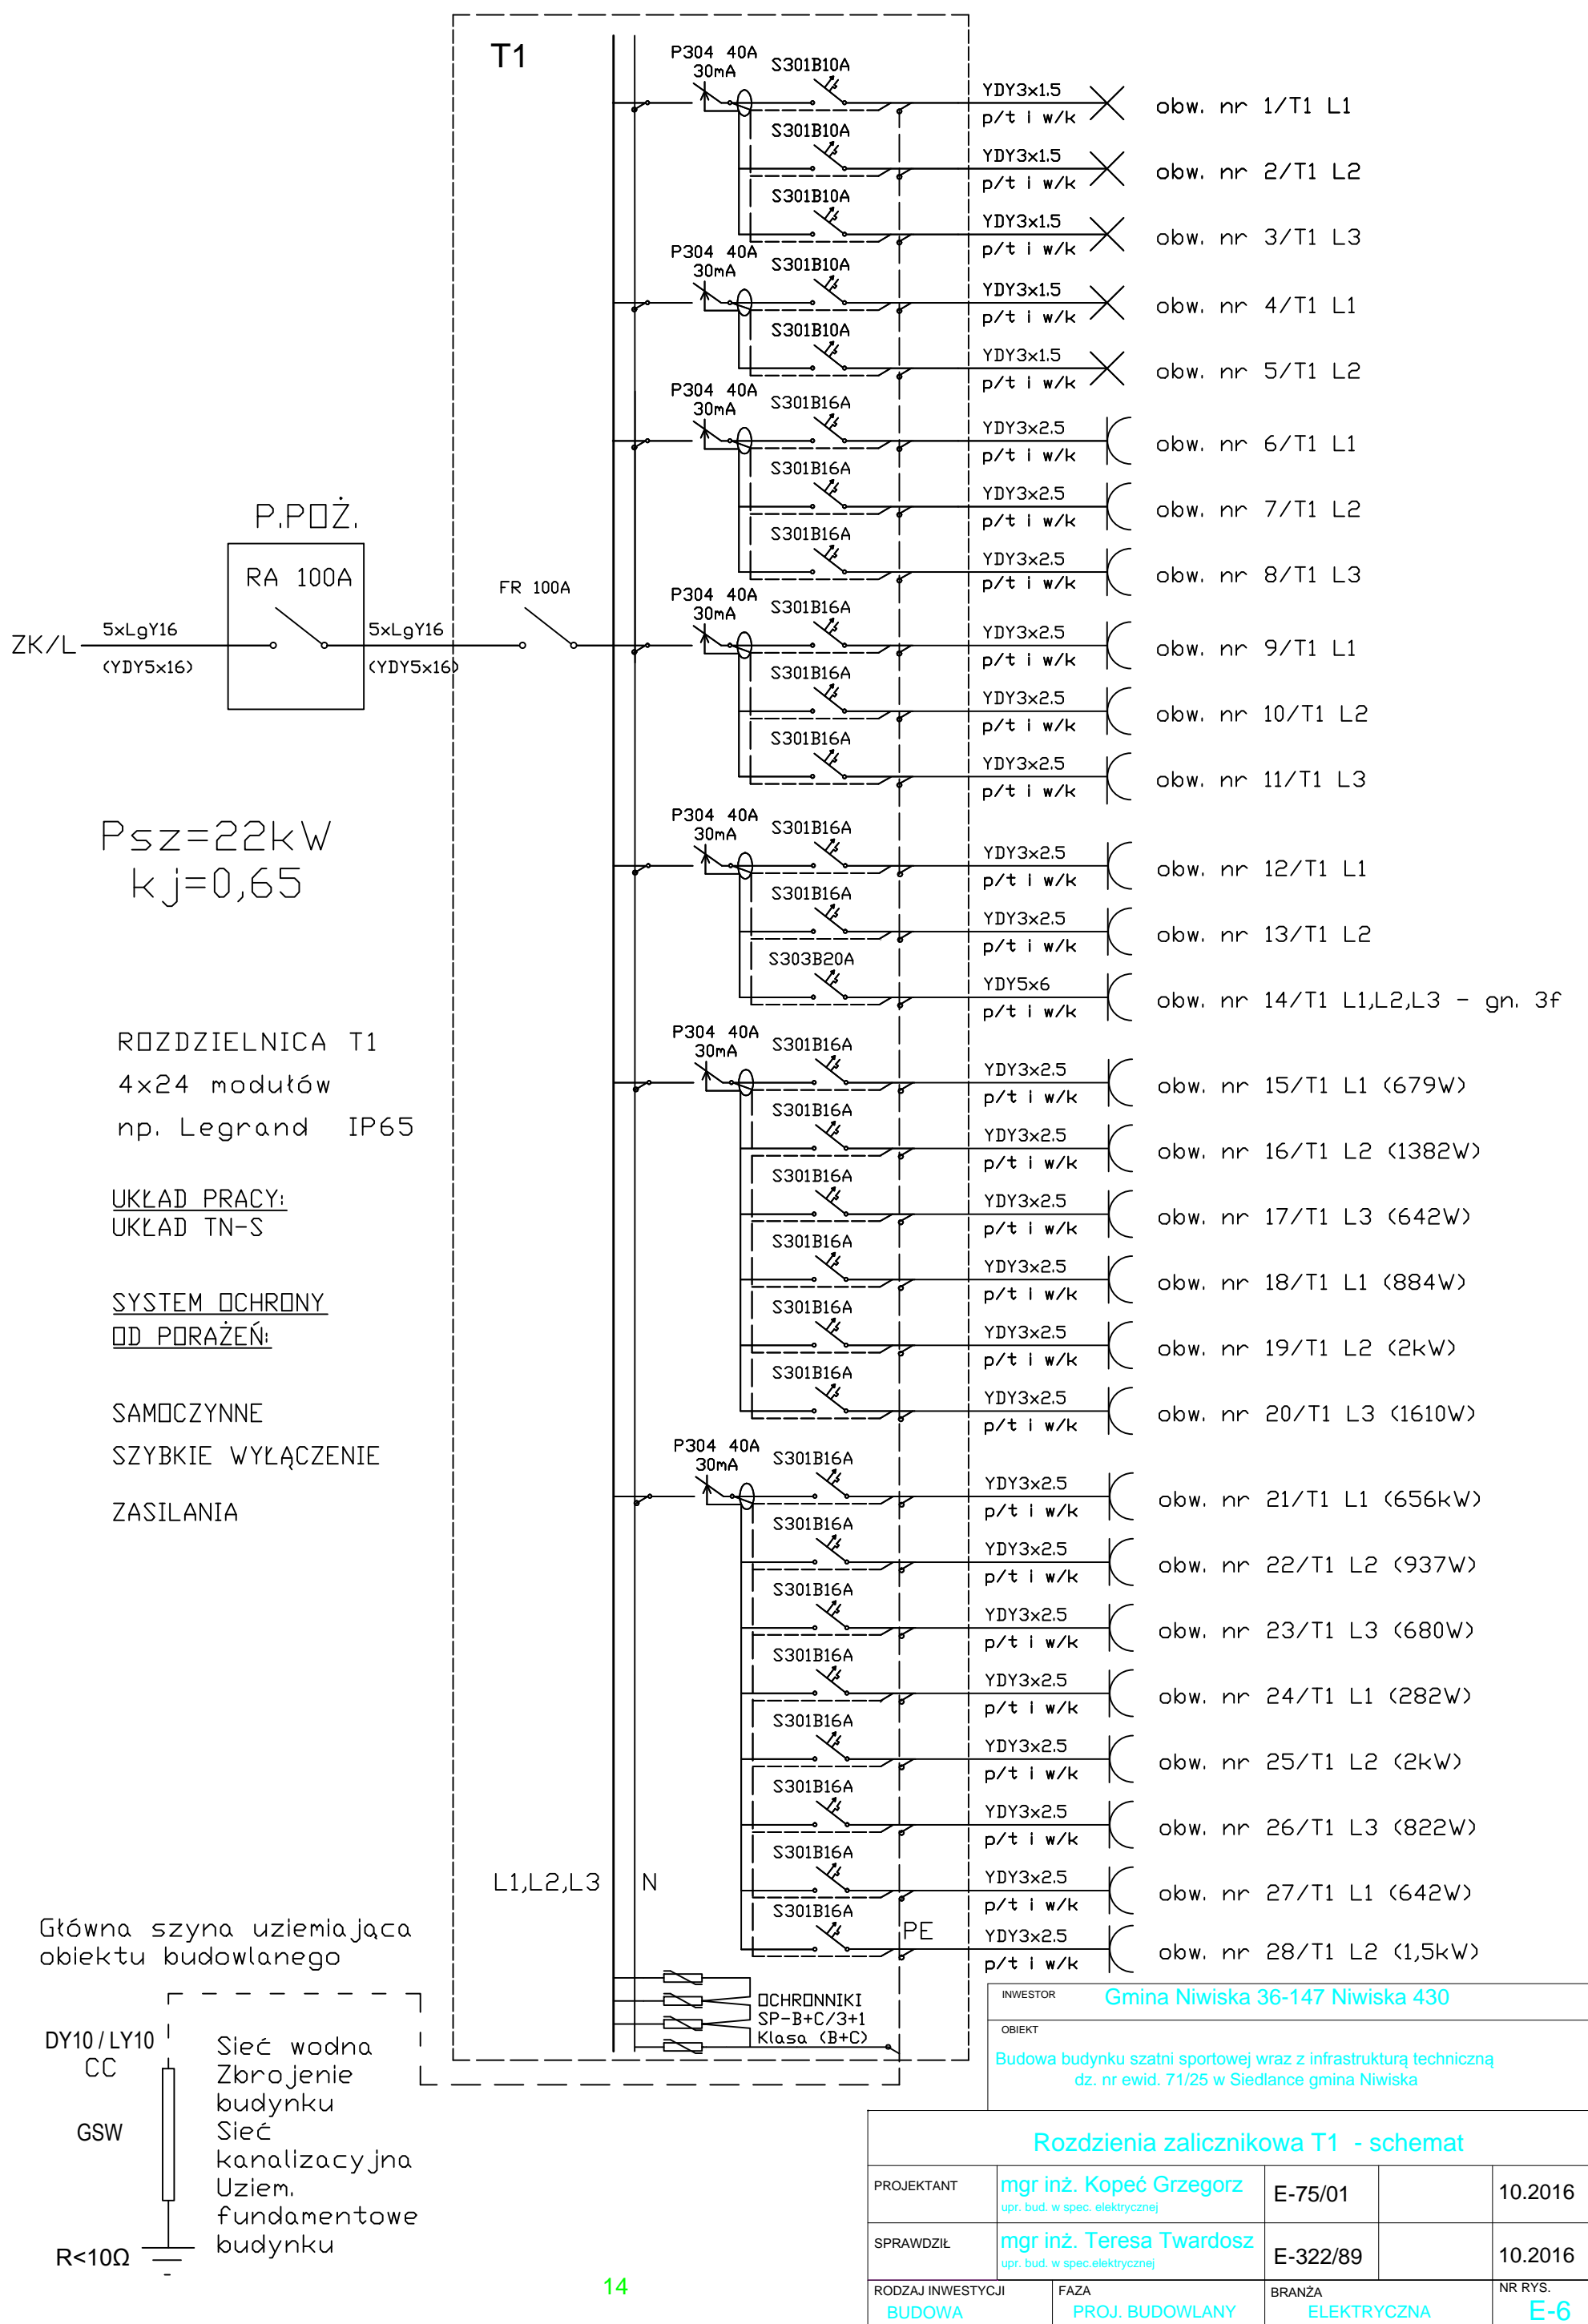 T1
P304 40A
30mA
S301B10A
YDY3x1.5
p/t i w/k
obw. nr 1/T1 L1
S301B10A
YDY3x1.5
p/t i w/k
obw. nr 2/T1 L2
S301B10A
YDY3x1.5
p/t i w/k
obw. nr 3/T1 L3
P304 40A
30mA
S301B10A
YDY3x1.5
p/t i w/k
obw. nr 4/T1 L1
S301B10A
YDY3x1.5
p/t i w/k
obw. nr 5/T1 L2
P304 40A
30mA
S301B16A
YDY3x2.5
p/t i w/k
obw. nr 6/T1 L1
S301B16A
YDY3x2.5
p/t i w/k
obw. nr 7/T1 L2
S301B16A
YDY3x2.5
p/t i w/k
obw. nr 8/T1 L3
P.POŻ.
RA 100A
FR 100A
ZK/L
5xLgY16
(YDY5x16)
5xLgY16
(YDY5x16)
P304 40A
30mA
S301B16A
YDY3x2.5
p/t i w/k
obw. nr 9/T1 L1
S301B16A
YDY3x2.5
p/t i w/k
obw. nr 10/T1 L2
S301B16A
YDY3x2.5
p/t i w/k
obw. nr 11/T1 L3
Psz=22kW
kj=0,65
P304 40A
30mA
S301B16A
YDY3x2.5
p/t i w/k
obw. nr 12/T1 L1
S301B16A
YDY3x2.5
p/t i w/k
obw. nr 13/T1 L2
S303B20A
YDY5x6
p/t i w/k
obw. nr 14/T1 L1,L2,L3 - gn. 3f
ROZDZIELNICA T1
4x24 modułów
np. Legrand IP65
UKŁAD PRACY:
UKŁAD TN-S
SYSTEM OCHRONY
OD PORAŻEŃ:
SAMOCZYNNE
SZYBKIE WYŁĄCZENIE
ZASILANIA
P304 40A
30mA
S301B16A
YDY3x2.5
p/t i w/k
obw. nr 15/T1 L1 (679W)
S301B16A
YDY3x2.5
p/t i w/k
obw. nr 16/T1 L2 (1382W)
S301B16A
YDY3x2.5
p/t i w/k
obw. nr 17/T1 L3 (642W)
S301B16A
YDY3x2.5
p/t i w/k
obw. nr 18/T1 L1 (884W)
S301B16A
YDY3x2.5
p/t i w/k
obw. nr 19/T1 L2 (2kW)
S301B16A
YDY3x2.5
p/t i w/k
obw. nr 20/T1 L3 (1610W)
P304 40A
30mA
S301B16A
YDY3x2.5
p/t i w/k
obw. nr 21/T1 L1 (656kW)
S301B16A
YDY3x2.5
p/t i w/k
obw. nr 22/T1 L2 (937W)
S301B16A
YDY3x2.5
p/t i w/k
obw. nr 23/T1 L3 (680W)
S301B16A
YDY3x2.5
p/t i w/k
obw. nr 24/T1 L1 (282W)
S301B16A
YDY3x2.5
p/t i w/k
obw. nr 25/T1 L2 (2kW)
S301B16A
YDY3x2.5
p/t i w/k
obw. nr 26/T1 L3 (822W)
S301B16A
YDY3x2.5
p/t i w/k
obw. nr 27/T1 L1 (642W)
S301B16A
YDY3x2.5
p/t i w/k
obw. nr 28/T1 L2 (1,5kW)
L1,L2,L3
N
PE
OCHRONNIKI
SP-B+C/3+1
Klasa (B+C)
Główna szyna uziemiająca
obiektu budowlanego
DY10 / LY10
CC
GSW
R<10Ω
Sieć wodna
Zbrojenie
budynku
Sieć
kanalizacyjna
Uziem.
fundamentowe
budynku
14
INWESTOR
Gmina Niwiska 36-147 Niwiska 430
OBIEKT
Budowa budynku szatni sportowej wraz z infrastrukturą techniczną
dz. nr ewid. 71/25 w Siedlance gmina Niwiska
Rozdzienia zalicznikowa T1 - schemat
PROJEKTANT
mgr inż. Kopeć Grzegorz
upr. bud. w spec. elektrycznej
E-75/01
10.2016
SPRAWDZIŁ
mgr inż. Teresa Twardosz
upr. bud. w spec.elektrycznej
E-322/89
10.2016
RODZAJ INWESTYCJI
BUDOWA
FAZA
PROJ. BUDOWLANY
BRANŻA
ELEKTRYCZNA
NR RYS.
E-6